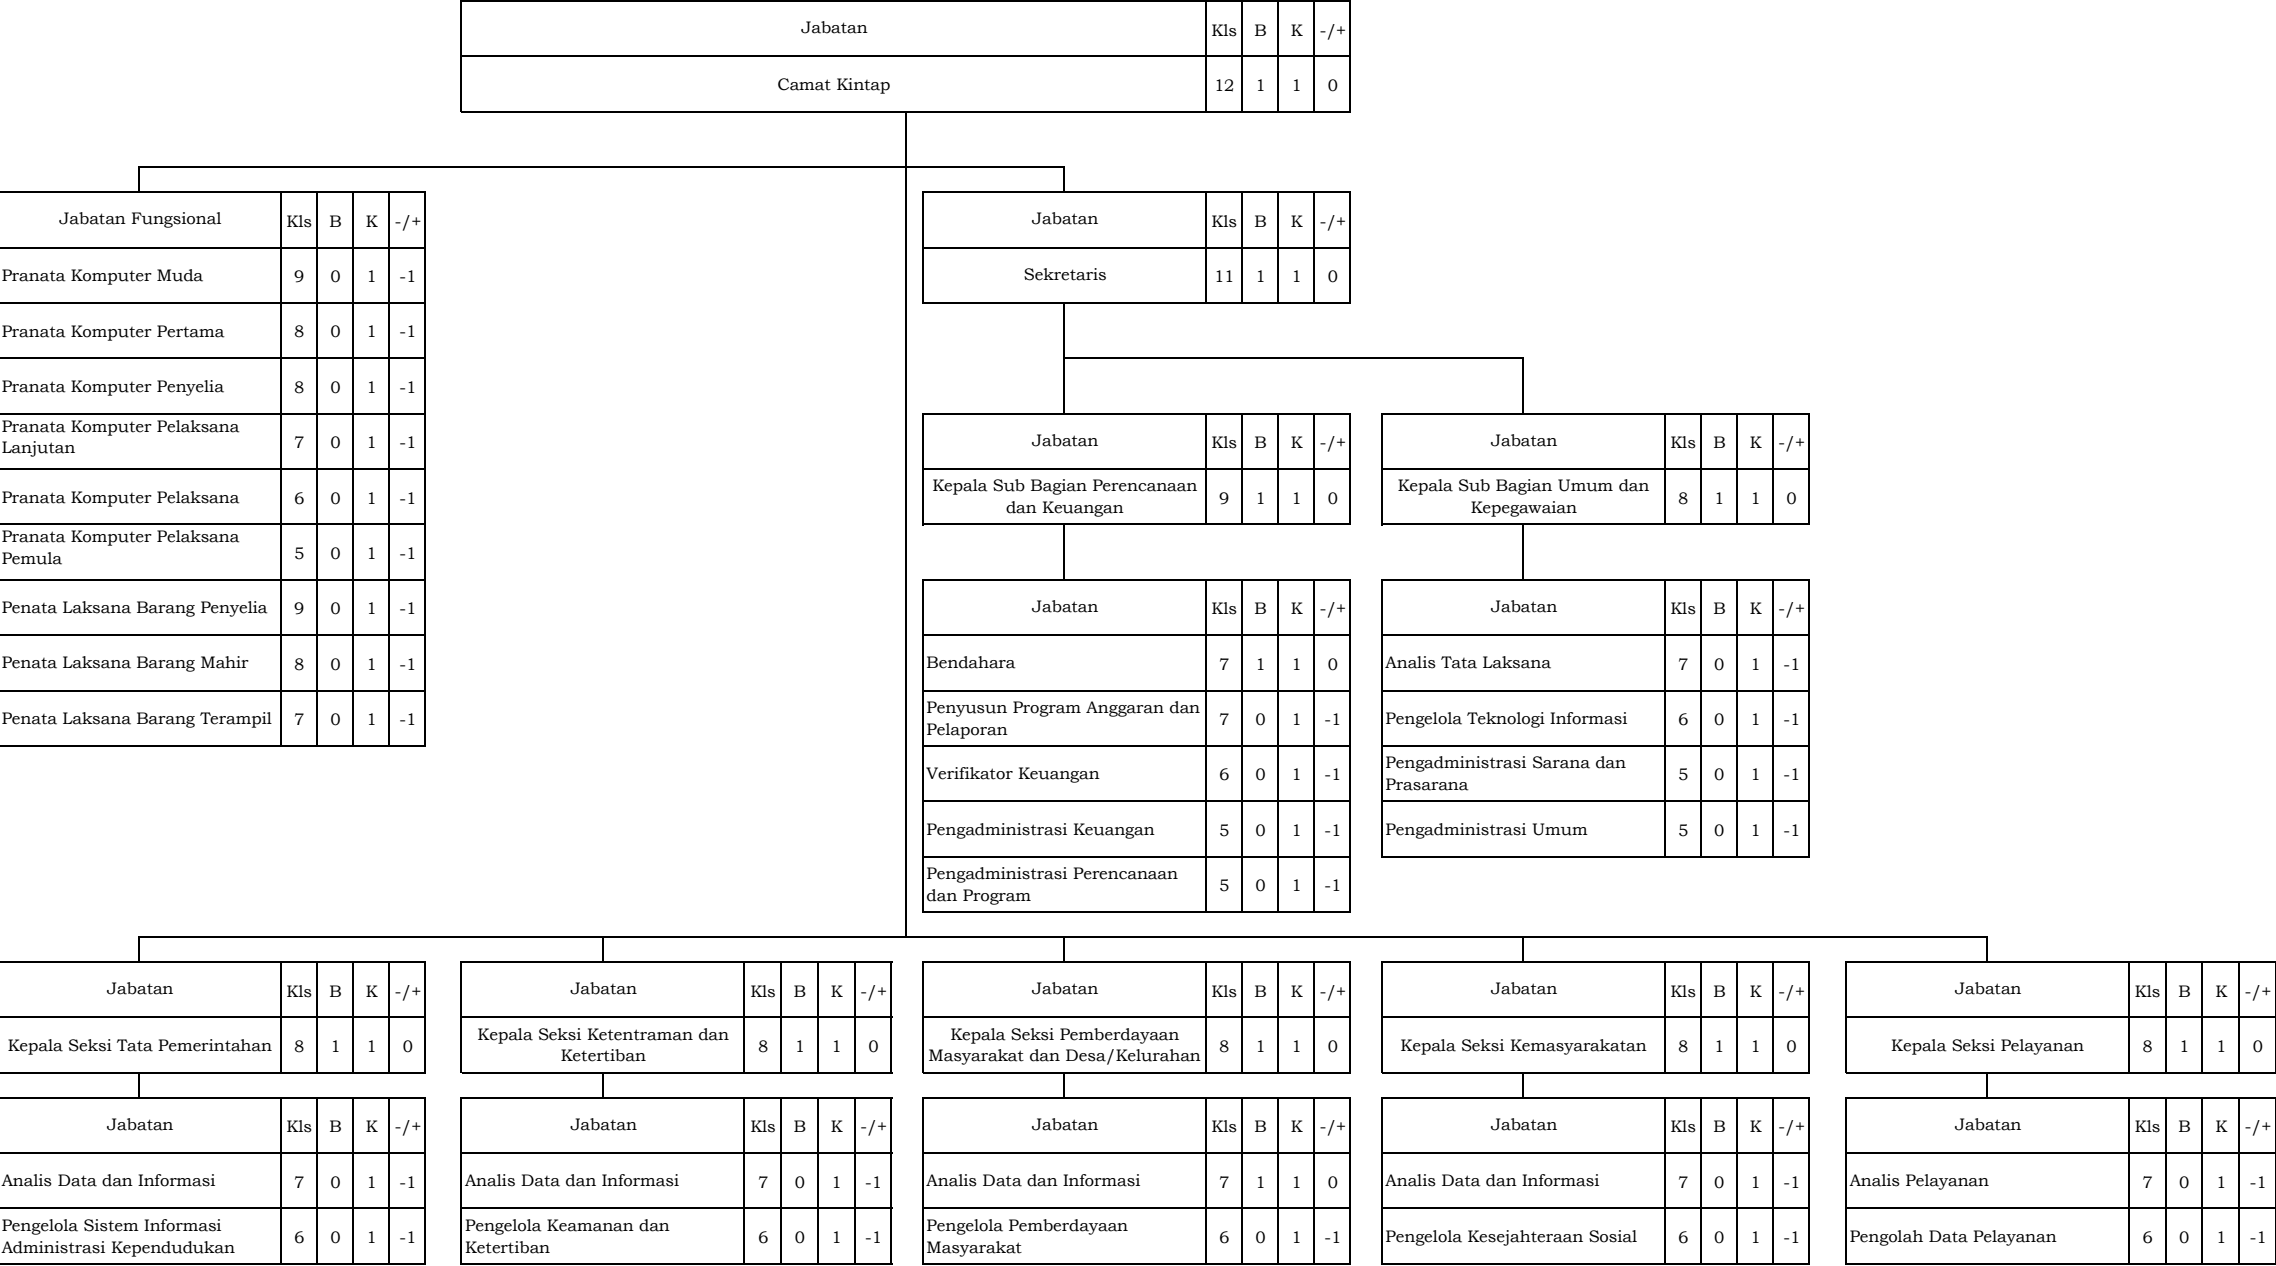 Jabatan Kls B K -/+
Camat Kintap 12 1 1 0
Jabatan Fungsional Kls B K -/+
Pranata Komputer Muda 9 0 1 -1
Pranata Komputer Pertama 8 0 1 -1
Pranata Komputer Penyelia 8 0 1 -1
Pranata Komputer Pelaksana
Lanjutan 7 0 1 -1
Pranata Komputer Pelaksana 6 0 1 -1
Pranata Komputer Pelaksana
Pemula 5 0 1 -1
Penata Laksana Barang Penyelia 9 0 1 -1
Penata Laksana Barang Mahir 8 0 1 -1
Penata Laksana Barang Terampil 7 0 1 -1
Jabatan Kls B K -/+
Sekretaris 11 1 1 0
Jabatan Kls B K -/+
Kepala Sub Bagian Perencanaan
dan Keuangan 9 1 1 0
Jabatan Kls B K -/+
Bendahara 7 1 1 0
Penyusun Program Anggaran dan
Pelaporan 7 0 1 -1
Verifikator Keuangan 6 0 1 -1
Pengadministrasi Keuangan 5 0 1 -1
Pengadministrasi Perencanaan
dan Program 5 0 1 -1
Jabatan Kls B K -/+
Kepala Sub Bagian Umum dan
Kepegawaian 8 1 1 0
Jabatan Kls B K -/+
Analis Tata Laksana 7 0 1 -1
Pengelola Teknologi Informasi 6 0 1 -1
Pengadministrasi Sarana dan
Prasarana 5 0 1 -1
Pengadministrasi Umum 5 0 1 -1
Jabatan Kls B K -/+
Kepala Seksi Tata Pemerintahan 8 1 1 0
Jabatan Kls B K -/+
Analis Data dan Informasi 7 0 1 -1
Pengelola Sistem Informasi
Administrasi Kependudukan 6 0 1 -1
Jabatan Kls B K -/+
Kepala Seksi Ketentraman dan
Ketertiban 8 1 1 0
Jabatan Kls B K -/+
Analis Data dan Informasi 7 0 1 -1
Pengelola Keamanan dan
Ketertiban 6 0 1 -1
Jabatan Kls B K -/+
Kepala Seksi Pemberdayaan
Masyarakat dan Desa/Kelurahan 8 1 1 0
Jabatan Kls B K -/+
Analis Data dan Informasi 7 1 1 0
Pengelola Pemberdayaan
Masyarakat 6 0 1 -1
Jabatan Kls B K -/+
Kepala Seksi Kemasyarakatan 8 1 1 0
Jabatan Kls B K -/+
Analis Data dan Informasi 7 0 1 -1
Pengelola Kesejahteraan Sosial 6 0 1 -1
Jabatan Kls B K -/+
Kepala Seksi Pelayanan 8 1 1 0
Jabatan Kls B K -/+
Analis Pelayanan 7 0 1 -1
Pengolah Data Pelayanan 6 0 1 -1